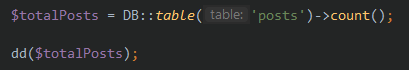 $totalPosts = DB::table( table: 'posts')->count();
dd($totalPosts);